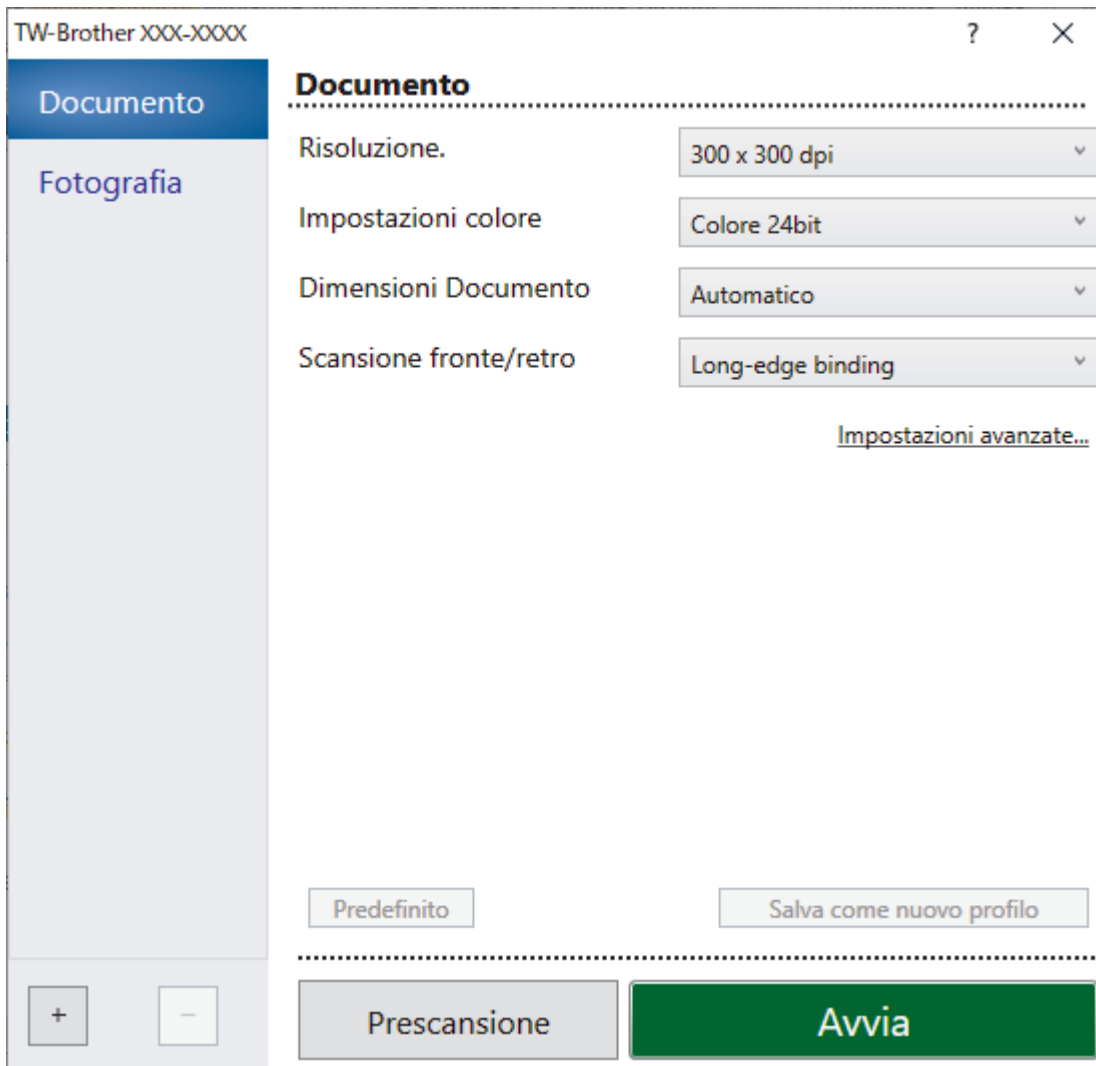 TW-Brother XXX-XXXX
?
Documento
Fotografia
Documento
Risoluzione.
300 x 300 dpi
Impostazioni colore
Colore 24bit
Dimensioni Documento
Automatico
Scansione fronte/retro
Long-edge binding
Impostazioni avanzate...
Predefinito
Salva come nuovo profilo
+
−
Prescansione
Avvia